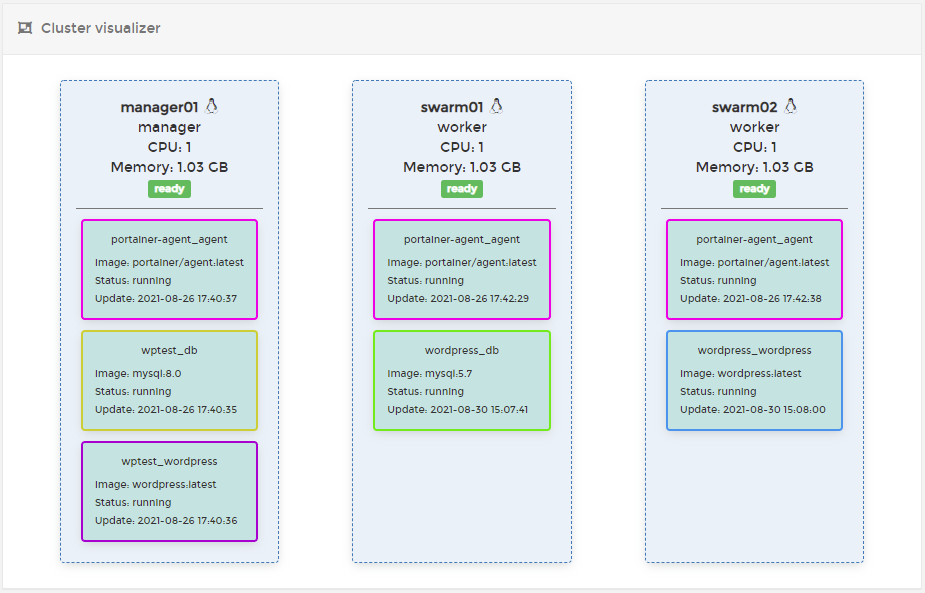 Cluster visualizer
manager01
manager
CPU: 1
Memory: 1.03 GB
ready
portainer-agent_agent
Image: portainer/agent:latest
Status: running
Update: 2021-08-26 17:40:37
wptest_db
Image: mysql:8.0
Status: running
Update: 2021-08-26 17:40:35
wptest_wordpress
Image: wordpress:latest
Status: running
Update: 2021-08-26 17:40:36
swarm01
worker
CPU: 1
Memory: 1.03 GB
ready
portainer-agent_agent
Image: portainer/agent:latest
Status: running
Update: 2021-08-26 17:42:29
wordpress_db
Image: mysql:5.7
Status: running
Update: 2021-08-30 15:07:41
swarm02
worker
CPU: 1
Memory: 1.03 GB
ready
portainer-agent_agent
Image: portainer/agent:latest
Status: running
Update: 2021-08-26 17:42:38
wordpress_wordpress
Image: wordpress:latest
Status: running
Update: 2021-08-30 15:08:00